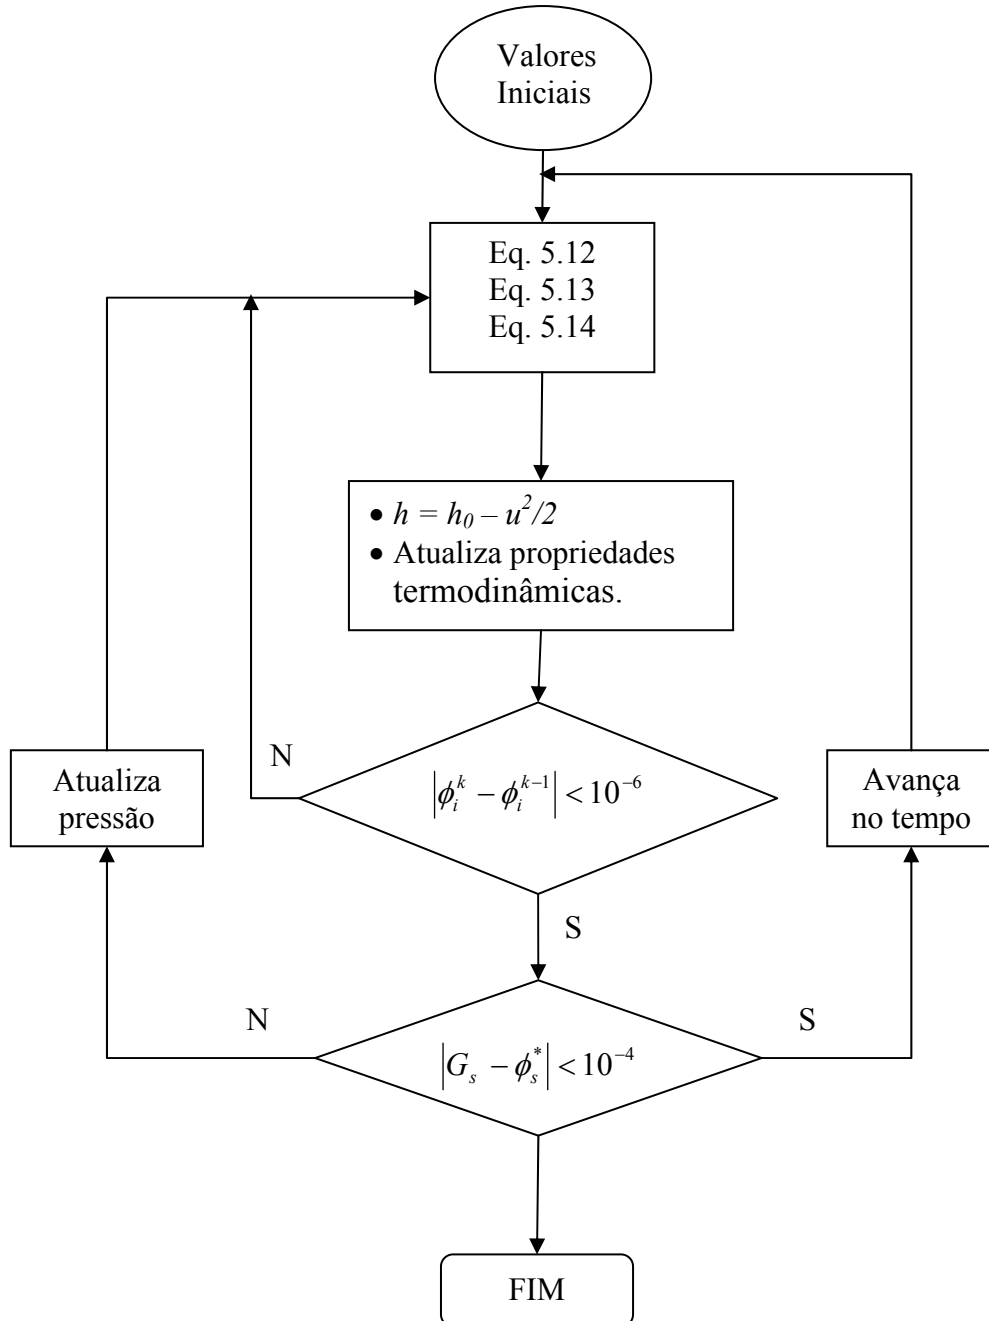 Valores
Iniciais
Eq. 5.12
Eq. 5.13
Eq. 5.14
• h = h₀ – u²/2
• Atualiza propriedades
termodinâmicas.
N
Atualiza
pressão
|ϕᵢᵏ − ϕᵢᵏ⁻¹| < 10⁻⁶
Avança
no tempo
S
N
S
|Gₛ − ϕₛ*| < 10⁻⁴
FIM